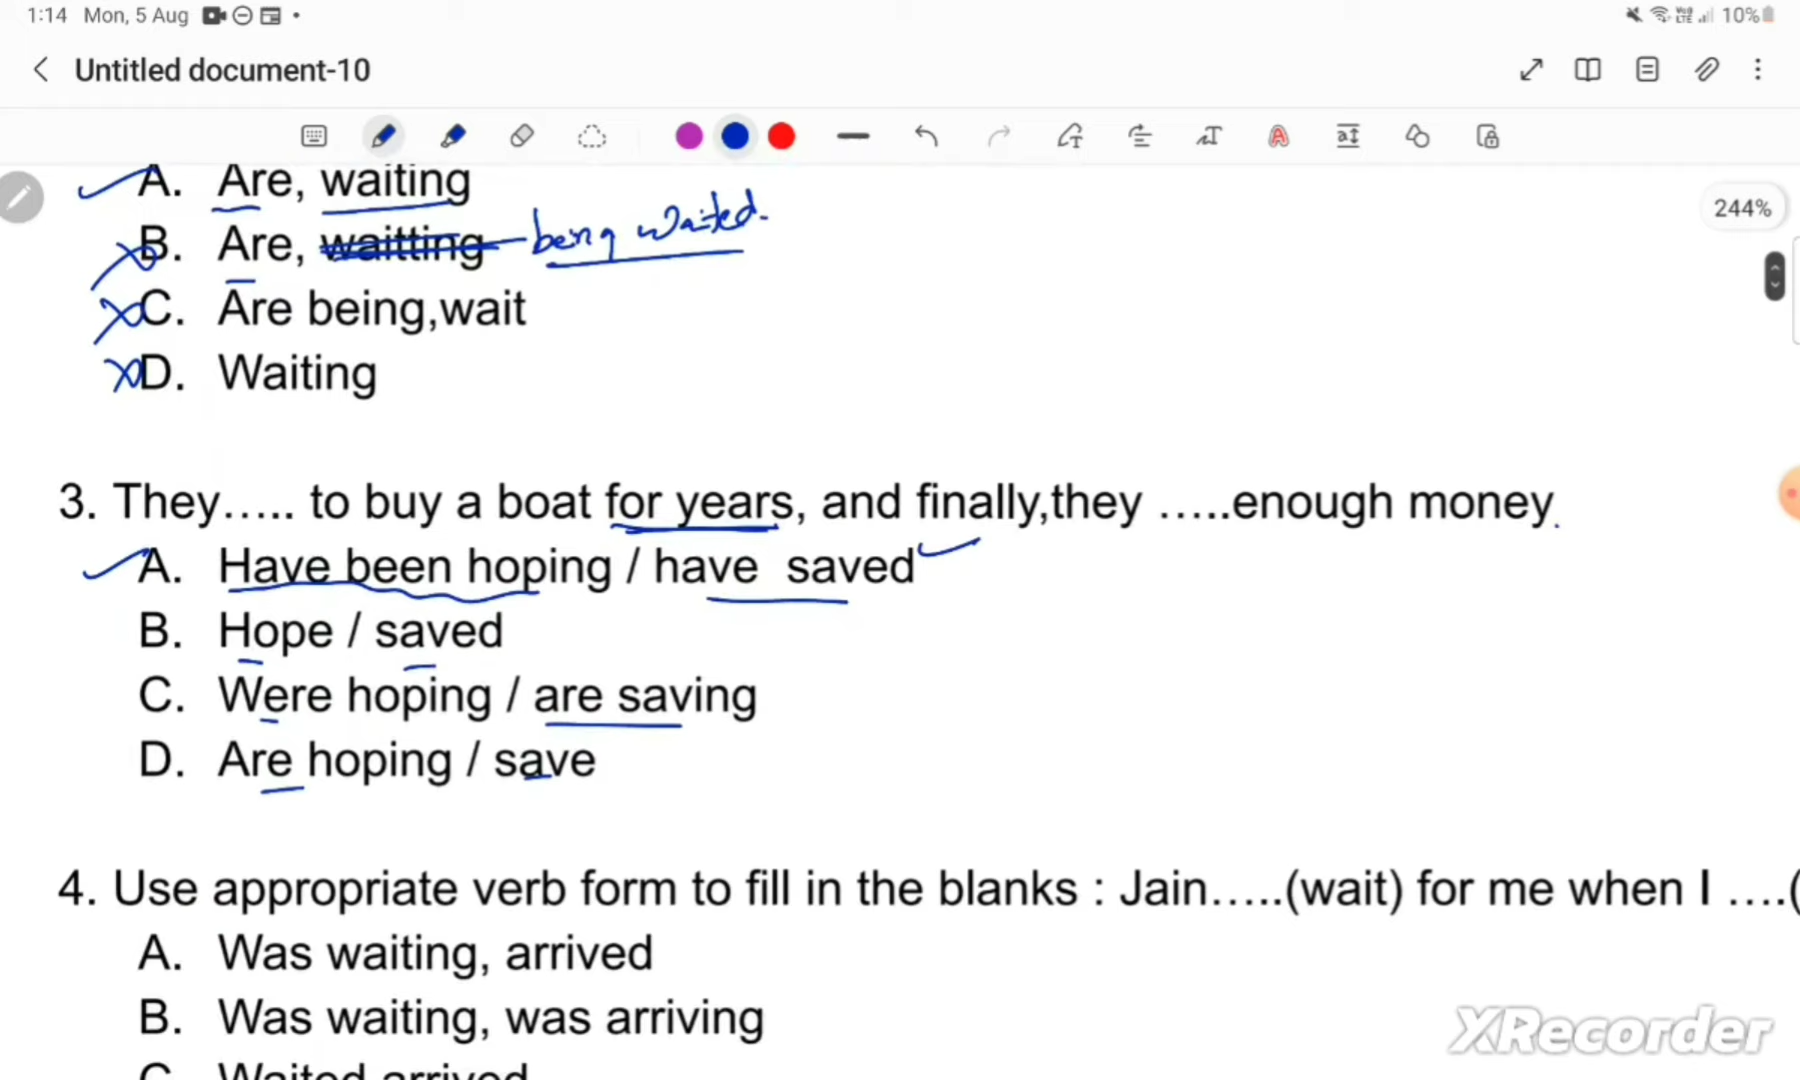 1:14 Mon, 5 Aug
10%
Untitled document-10
244%
A. Are, waiting
B. Are, waitting being waited.
C. Are being,wait
D. Waiting
3. They..... to buy a boat for years, and finally,they .....enough money.
A. Have been hoping / have saved
B. Hope / saved
C. Were hoping / are saving
D. Are hoping / save
4. Use appropriate verb form to fill in the blanks : Jain.....(wait) for me when I ....(
A. Was waiting, arrived
B. Was waiting, was arriving
C. Waited arrived
XRecorder